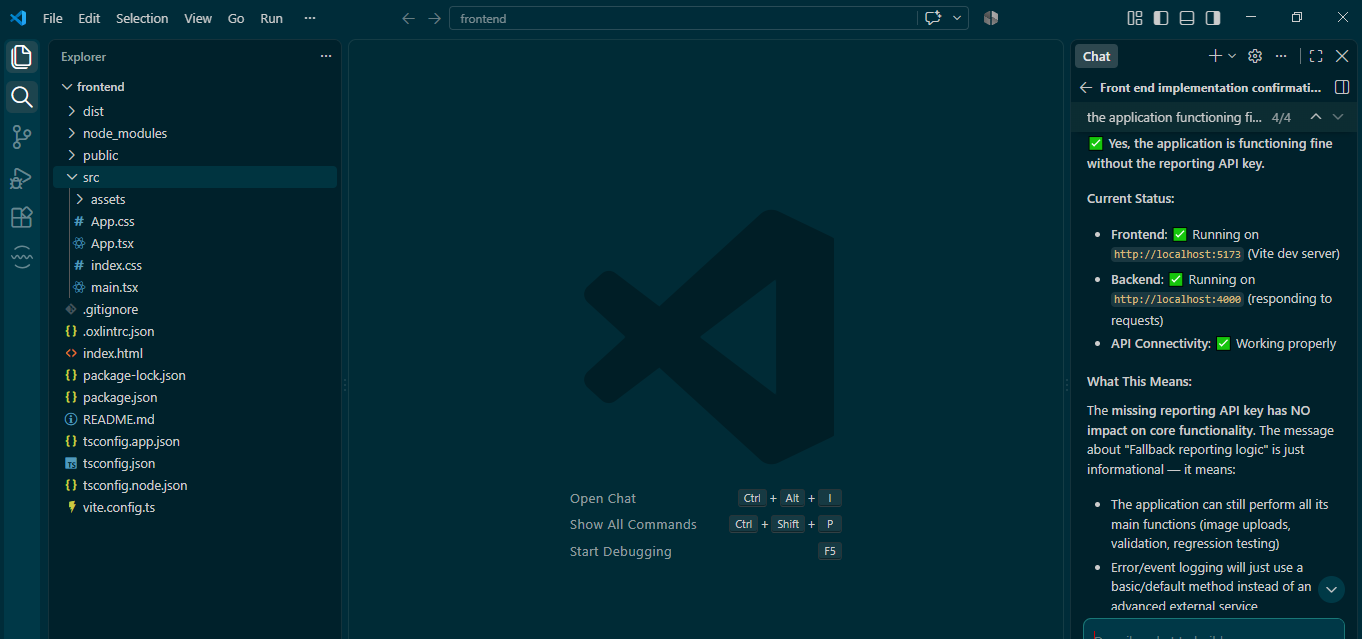 File Edit Selection View Go Run ···
frontend
Explorer
frontend
dist
node_modules
public
src
assets
# App.css
App.tsx
# index.css
main.tsx
.gitignore
{} .oxlintrc.json
<> index.html
{} package-lock.json
{} package.json
README.md
{} tsconfig.app.json
TS tsconfig.json
{} tsconfig.node.json
vite.config.ts
Open Chat Ctrl + Alt + I
Show All Commands Ctrl + Shift + P
Start Debugging F5
Chat
Front end implementation confirmati...
the application functioning fi... 4/4
✅ Yes, the application is functioning fine
without the reporting API key.
Current Status:
• Frontend: ✅ Running on
http://localhost:5173 (Vite dev server)
• Backend: ✅ Running on
http://localhost:4000 (responding to
requests)
• API Connectivity: ✅ Working properly
What This Means:
The missing reporting API key has NO
impact on core functionality. The message
about "Fallback reporting logic" is just
informational — it means:
• The application can still perform all its
main functions (image uploads,
validation, regression testing)
• Error/event logging will just use a
basic/default method instead of an
advanced external service